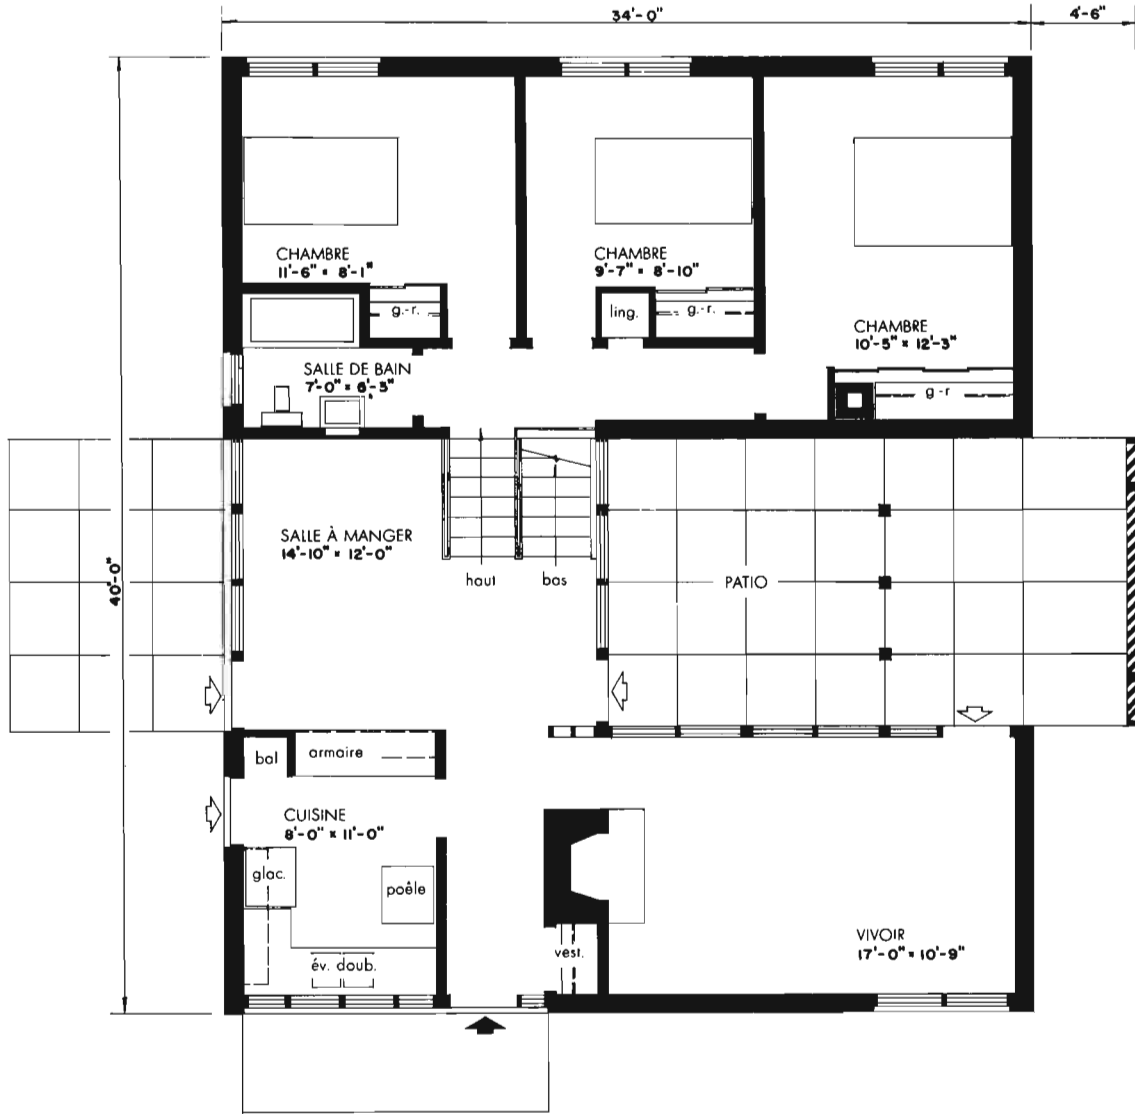 34'-0"
4'-6"
CHAMBRE
11'-6" × 8'-1"
CHAMBRE
9'-7" × 8'-10"
g.-r.
ling.
g.-r.
CHAMBRE
10'-5" × 12'-3"
SALLE DE BAIN
7'-0" × 6'-3"
g-r
SALLE À MANGER
14'-10" × 12'-0"
40'-0"
haut
bas
PATIO
bal
armaire
CUISINE
8'-0" × 11'-0"
glac.
poêle
VIVOIR
17'-0" × 10'-9"
vest.
év. doub.